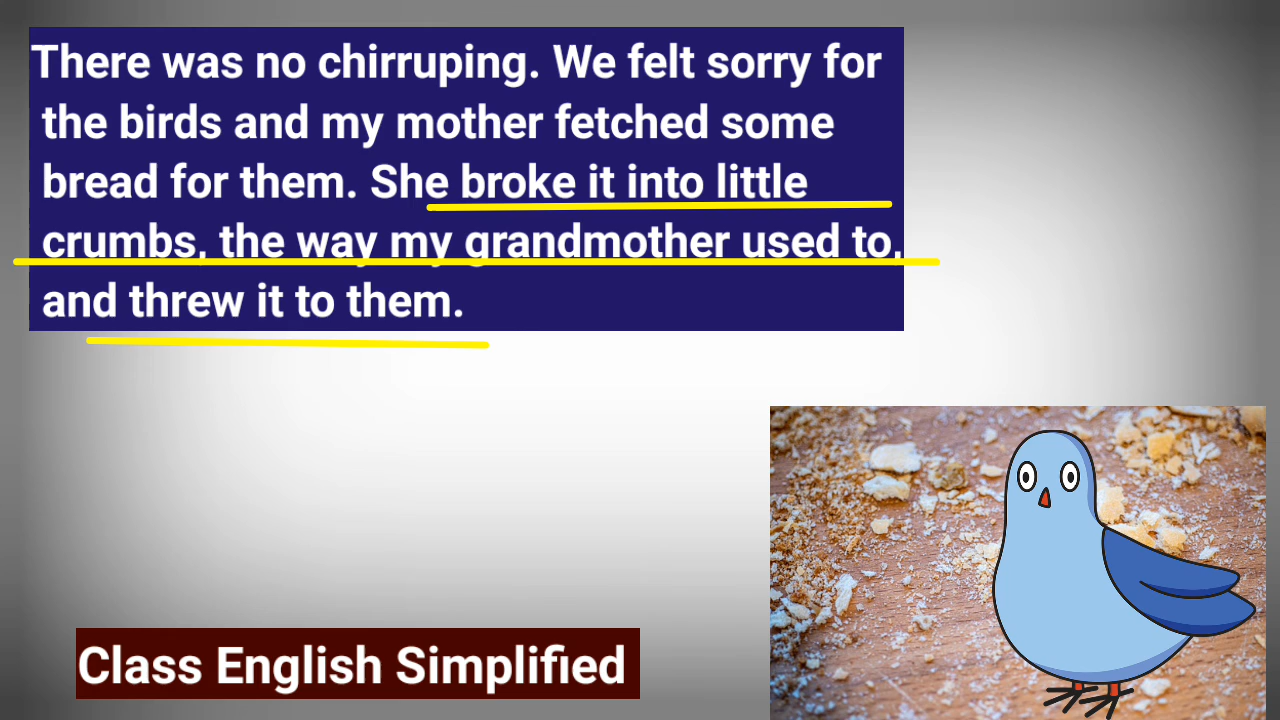 There was no chirruping. We felt sorry for
the birds and my mother fetched some
bread for them. She broke it into little
crumbs, the way my grandmother used to,
and threw it to them.
Class English Simplified